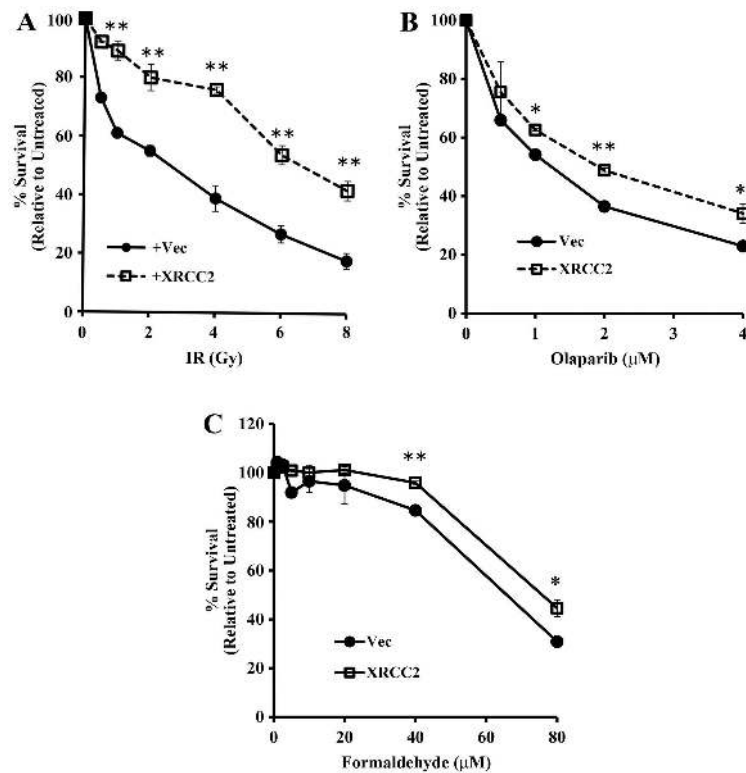 A
100
80
60
40
20
0
% Survival
(Relative to Untreated)
**
**
**
**
**
+Vec
+XRCC2
0
2
4
6
8
IR (Gy)
B
100
80
60
40
20
0
% Survival
(Relative to Untreated)
*
**
*
Vec
XRCC2
0
1
2
3
4
Olaparib (µM)
C
120
100
80
60
40
20
0
% Survival
(Relative to Untreated)
**
*
Vec
XRCC2
0
20
40
60
80
Formaldehyde (µM)